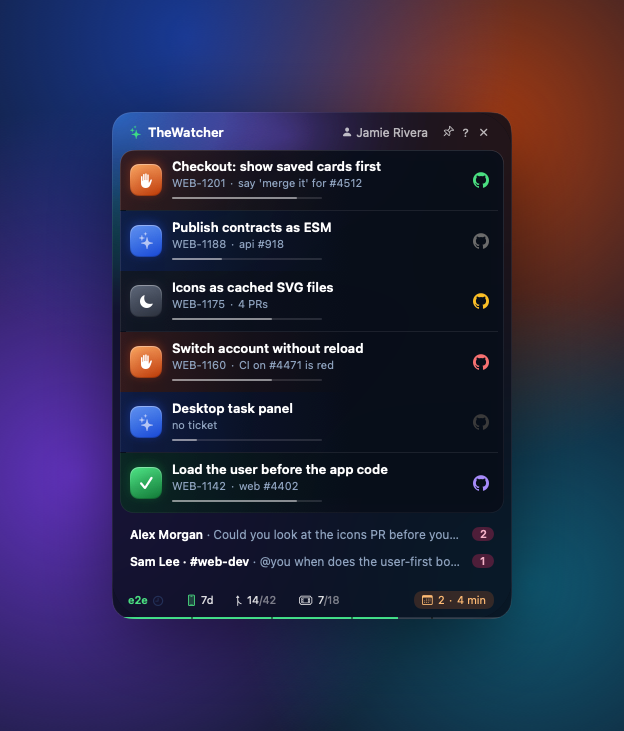 TheWatcher
Jamie Rivera ?
Checkout: show saved cards first
WEB-1201 · say 'merge it' for #4512
Publish contracts as ESM
WEB-1188 · api #918
Icons as cached SVG files
WEB-1175 · 4 PRs
Switch account without reload
WEB-1160 · CI on #4471 is red
Desktop task panel
no ticket
Load the user before the app code
WEB-1142 · web #4402
Alex Morgan · Could you look at the icons PR before you... 2
Sam Lee · #web-dev · @you when does the user-first bo... 1
e2e 7d 14/42 7/18 2 · 4 min